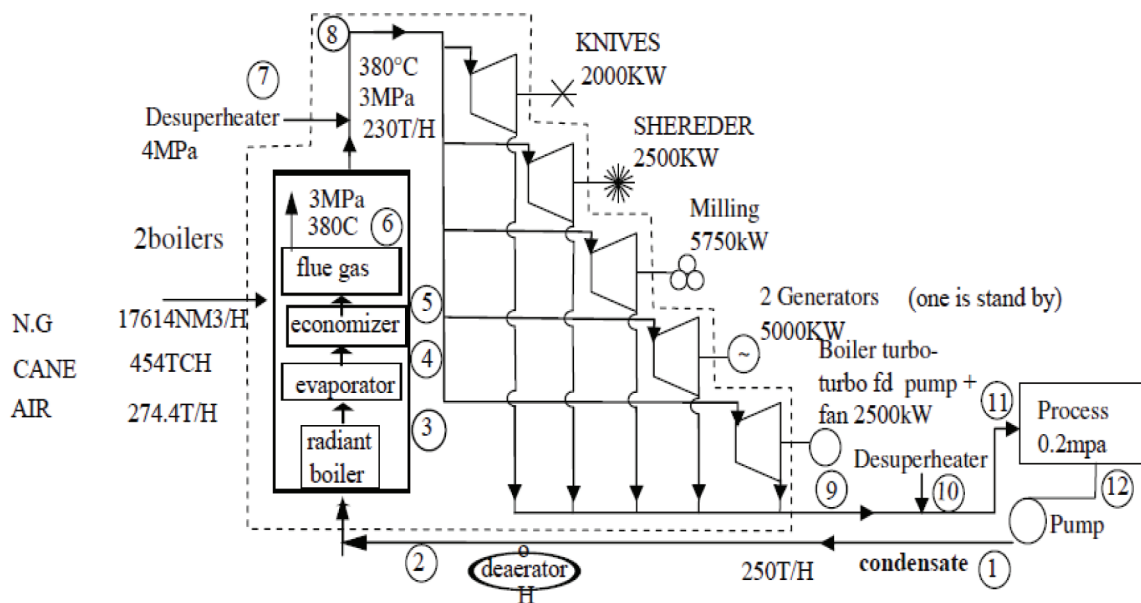 8
KNIVES
2000KW
380°C
3MPa
230T/H
7
Desuperheater
4MPa
SHEREDER
2500KW
3MPa
380C
6
Milling
5750kW
2boilers
flue gas
2 Generators (one is stand by)
5000KW
~
N.G 17614NM3/H
economizer
5
CANE 454TCH
evaporator
4
Boiler turbo-
turbo fd pump +
fan 2500kW
AIR 274.4T/H
radiant
boiler
3
11
Process
0.2mpa
Desuperheater
9
10
12
Pump
2
o
deaerator
H
250T/H
condensate
1